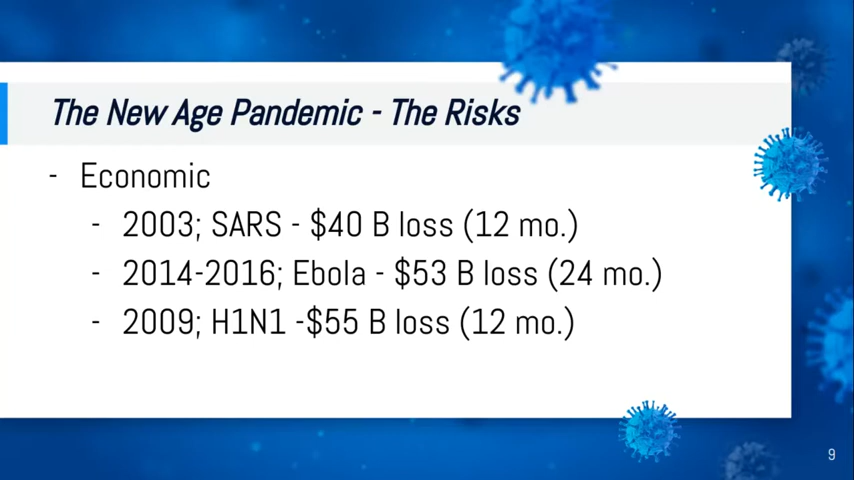 The New Age Pandemic - The Risks
- Economic
- 2003; SARS - $40 B loss (12 mo.)
- 2014-2016; Ebola - $53 B loss (24 mo.)
- 2009; H1N1 -$55 B loss (12 mo.)
9